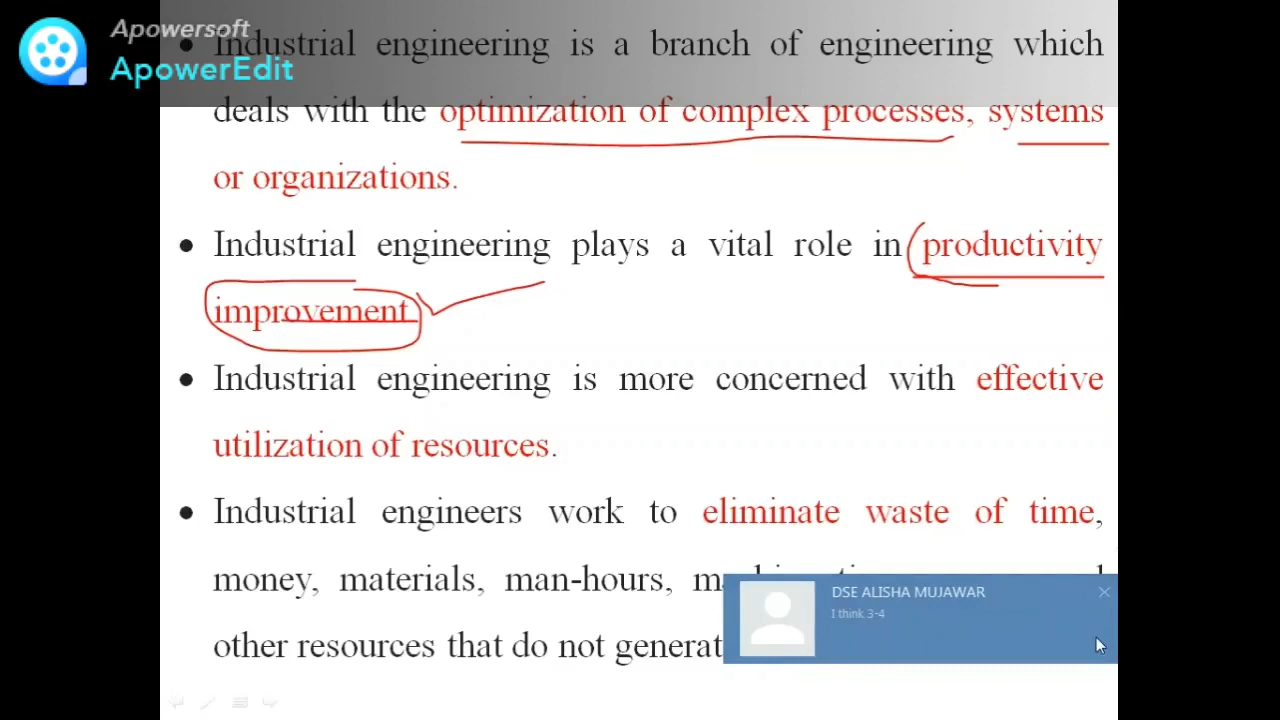 Apowersoft
ApowerEdit
• Industrial engineering is a branch of engineering which
deals with the optimization of complex processes, systems
or organizations.
• Industrial engineering plays a vital role in productivity
improvement
• Industrial engineering is more concerned with effective
utilization of resources.
• Industrial engineers work to eliminate waste of time,
money, materials, man-hours,
other resources that do not generat
DSE ALISHA MUJAWAR
I think 3-4